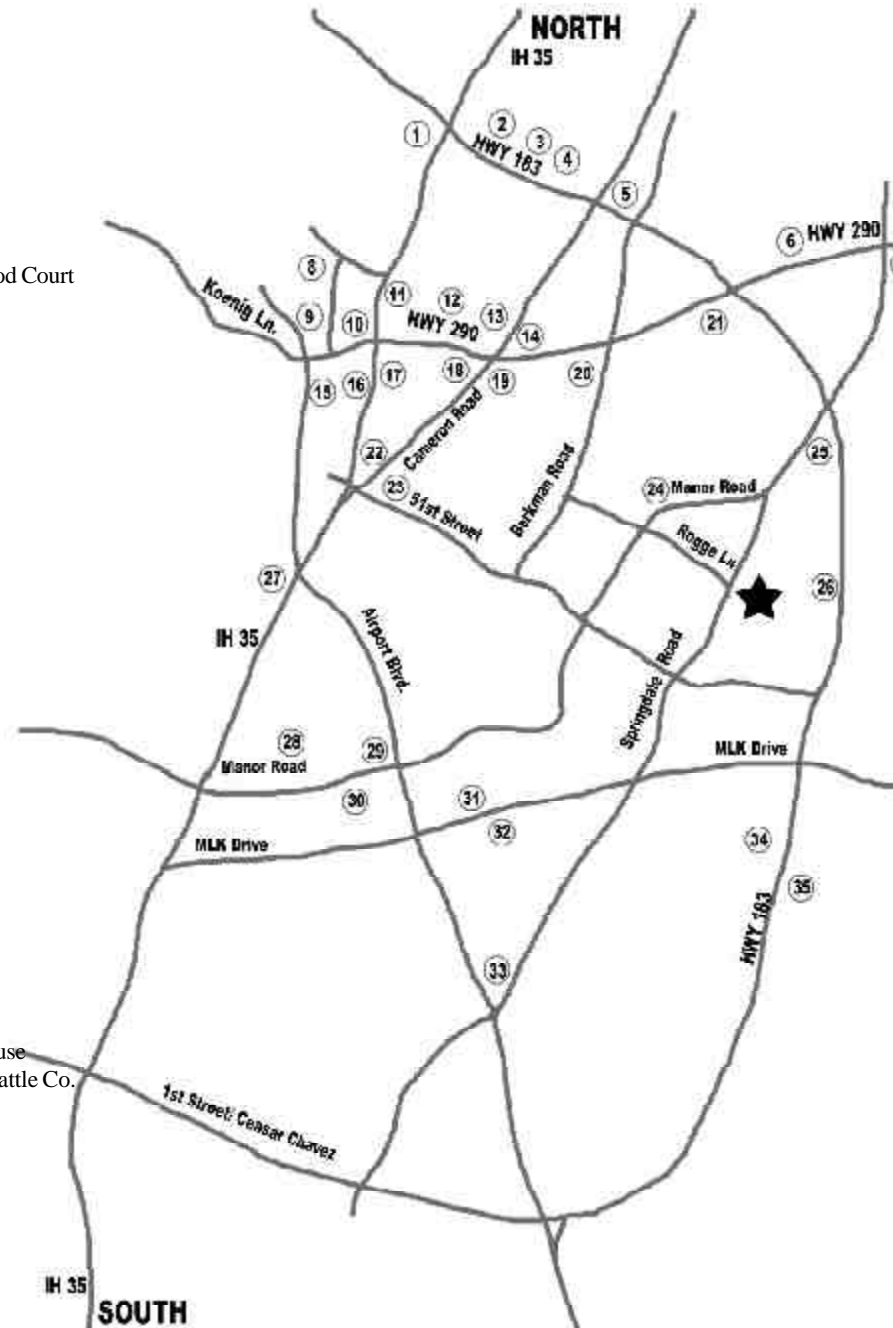 NORTH
IH 35
1
2
3
4
HWY 183
5
6
HWY 290
od Court
8
Koenig Ln.
9
10
11
12
HWY 290
13
14
21
15
16
17
18
19
20
22
Cameron Road
23
51st Street
Berkman Road
24
Manor Road
25
Rogge Ln.
26
27
IH 35
Airport Blvd.
Springdale Road
28
Manor Road
29
MLK Drive
30
31
32
MLK Drive
34
35
HWY 183
33
use
attle Co.
1st Street/ Ceasar Chavez
IH 35
SOUTH